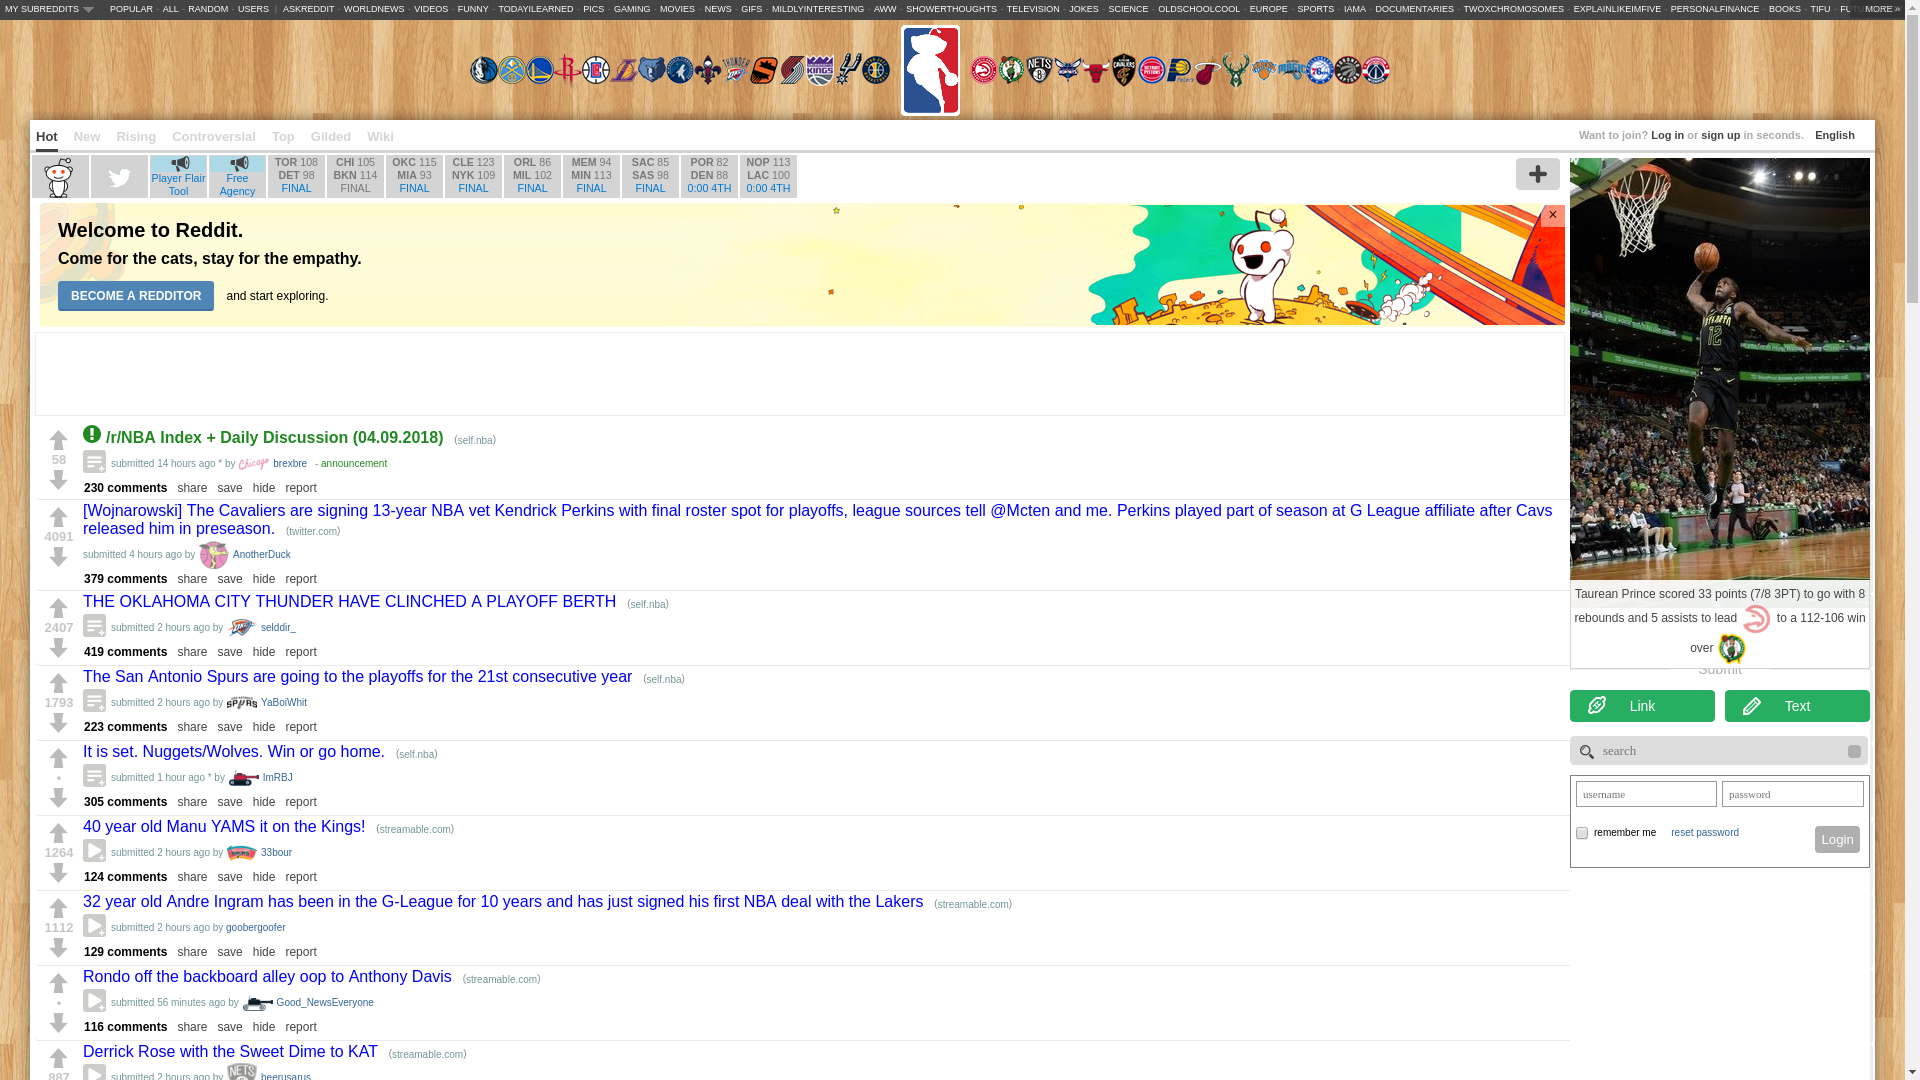 MY SUBREDDITS POPULAR - ALL - RANDOM - USERS | ASKREDDIT - WORLDNEWS - VIDEOS - FUNNY - TODAYILEARNED - PICS - GAMING - MOVIES - NEWS - GIFS - MILDLYINTERESTING - AWW - SHOWERTHOUGHTS - TELEVISION - JOKES - SCIENCE - OLDSCHOOLCOOL - EUROPE - SPORTS - IAMA - DOCUMENTARIES - TWOXCHROMOSOMES - EXPLAINLIKEIMFIVE - PERSONALFINANCE - BOOKS - TIFU - MORE »
Hot New Rising Controversial Top Gilded Wiki
Want to join? Log in or sign up in seconds. English
Player Flair Tool
Free Agency
TOR 108
DET 98
FINAL
CHI 105
BKN 114
FINAL
OKC 115
MIA 93
FINAL
CLE 123
NYK 109
FINAL
ORL 86
MIL 102
FINAL
MEM 94
MIN 113
FINAL
SAC 85
SAS 98
FINAL
POR 82
DEN 88
0:00 4TH
NOP 113
LAC 100
0:00 4TH
Welcome to Reddit.
Come for the cats, stay for the empathy.
BECOME A REDDITOR and start exploring.
×
58
/r/NBA Index + Daily Discussion (04.09.2018) (self.nba)
submitted 14 hours ago * by brexbre - announcement
230 comments share save hide report
4091
[Wojnarowski] The Cavaliers are signing 13-year NBA vet Kendrick Perkins with final roster spot for playoffs, league sources tell @Mcten and me. Perkins played part of season at G League affiliate after Cavs
released him in preseason. (twitter.com)
submitted 4 hours ago by AnotherDuck
379 comments share save hide report
2407
THE OKLAHOMA CITY THUNDER HAVE CLINCHED A PLAYOFF BERTH (self.nba)
submitted 2 hours ago by selddir_
419 comments share save hide report
1793
The San Antonio Spurs are going to the playoffs for the 21st consecutive year (self.nba)
submitted 2 hours ago by YaBoiWhit
223 comments share save hide report
•
It is set. Nuggets/Wolves. Win or go home. (self.nba)
submitted 1 hour ago * by ImRBJ
305 comments share save hide report
1264
40 year old Manu YAMS it on the Kings! (streamable.com)
submitted 2 hours ago by 33bour
124 comments share save hide report
1112
32 year old Andre Ingram has been in the G-League for 10 years and has just signed his first NBA deal with the Lakers (streamable.com)
submitted 2 hours ago by goobergoofer
129 comments share save hide report
•
Rondo off the backboard alley oop to Anthony Davis (streamable.com)
submitted 56 minutes ago by Good_NewsEveryone
116 comments share save hide report
887
Derrick Rose with the Sweet Dime to KAT (streamable.com)
submitted 2 hours ago by heerusarus
Taurean Prince scored 33 points (7/8 3PT) to go with 8
rebounds and 5 assists to lead to a 112-106 win
over
Submit
Link
Text
search
username
password
remember me reset password
Login